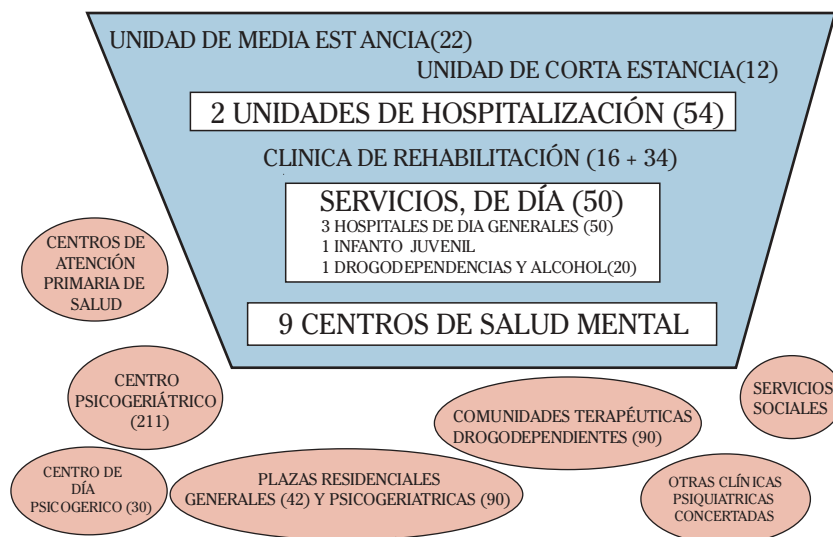 UNIDAD DE MEDIA EST ANCIA(22)
UNIDAD DE CORTA ESTANCIA(12)
2 UNIDADES DE HOSPITALIZACIÓN (54)
CLINICA DE REHABILITACIÓN (16 + 34)
SERVICIOS, DE DÍA (50)
3 HOSPITALES DE DIA GENERALES (50)
1 INFANTO JUVENIL
1 DROGODEPENDENCIAS Y ALCOHOL(20)
9 CENTROS DE SALUD MENTAL
CENTROS DE
ATENCIÓN
PRIMARIA DE
SALUD
CENTRO
PSICOGERIÁTRICO
(211)
COMUNIDADES TERAPÉUTICAS
DROGODEPENDIENTES (90)
SERVICIOS
SOCIALES
CENTRO DE
DÍA
PSICOGERICO (30)
PLAZAS RESIDENCIALES
GENERALES (42) Y PSICOGERIATRICAS (90)
OTRAS CLÍNICAS
PSIQUIATRICAS
CONCERTADAS